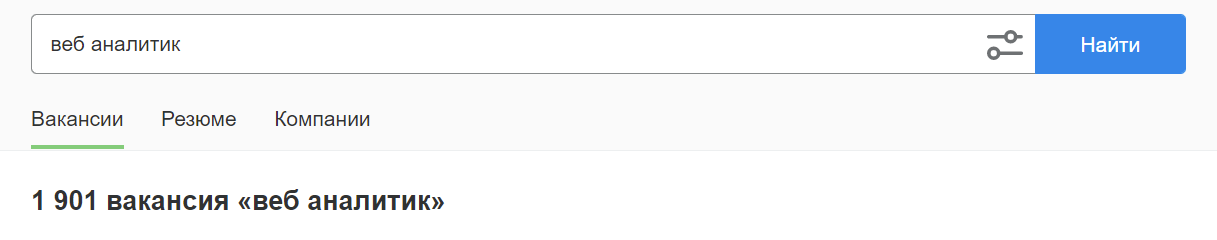 веб аналитик
Найти
Вакансии Резюме Компании
1 901 вакансия «веб аналитик»